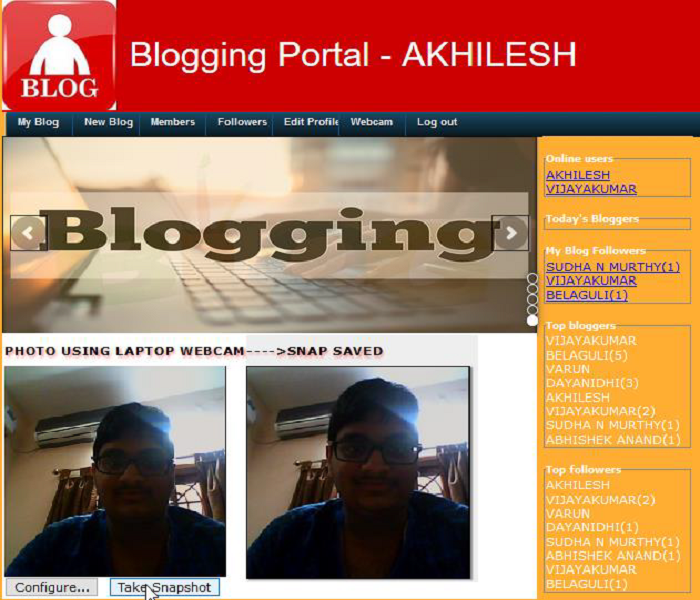 BLOG
Blogging Portal - AKHILESH
My Blog New Blog Members Followers Edit Profile Webcam Log out
Blogging
PHOTO USING LAPTOP WEBCAM---->SNAP SAVED
Configure... Take Snapshot
Online users
AKHILESH
VIJAYAKUMAR
Today's Bloggers
My Blog Followers
SUDHA N MURTHY(1)
VIJAYAKUMAR
BELAGULI(1)
Top bloggers
VIJAYAKUMAR
BELAGULI(5)
VARUN
DAYANIDHI(3)
AKHILESH
VIJAYAKUMAR(2)
SUDHA N MURTHY(1)
ABHISHEK ANAND(1)
Top followers
AKHILESH
VIJAYAKUMAR(2)
VARUN
DAYANIDHI(1)
SUDHA N MURTHY(1)
ABHISHEK ANAND(1)
VIJAYAKUMAR
BELAGULI(1)